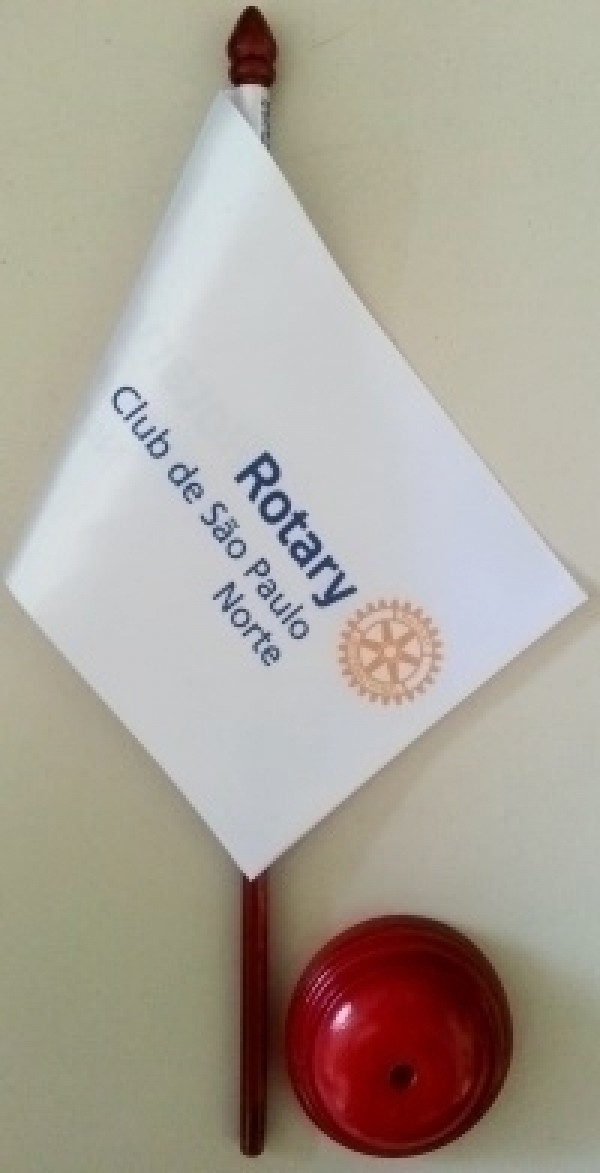 Rotary
Club de São Paulo
Norte